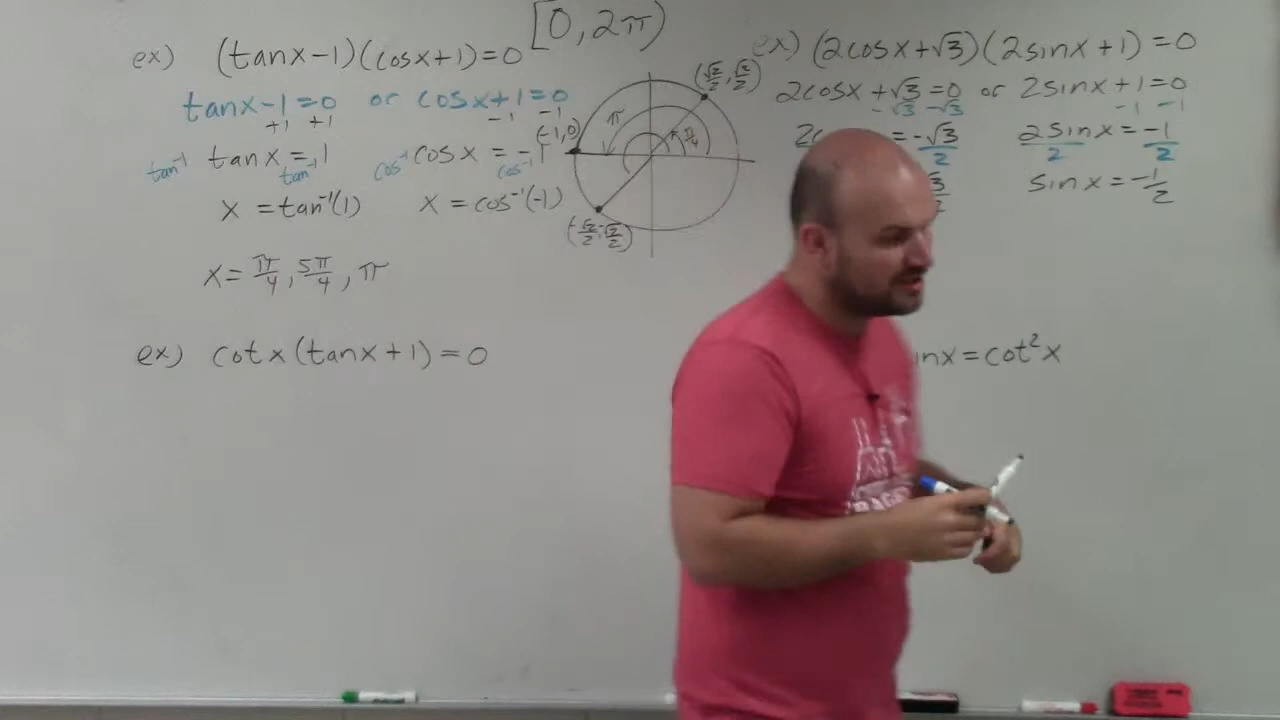 ex) (tanx-1)(cosx+1)=0 [0,2π)
tanx-1=0 or cosx+1=0
+1 +1 -1 -1
tan⁻¹ tanx=1 tan⁻¹ cos⁻¹ cosx=-1 cos⁻¹
x=tan⁻¹(1) x=cos⁻¹(-1)
x=π/4, 5π/4, π
(√2/2, √2/2)
(-1,0) π π/4
(-√2/2, -√2/2)
ex) (2cosx+√3)(2sinx+1)=0
2cosx+√3=0 or 2sinx+1=0
-√3 -√3 -1 -1
=-√3 2sinx=-1
2 2 2
sinx=-1/2
ex) cotx(tanx+1)=0
inx=cot²x